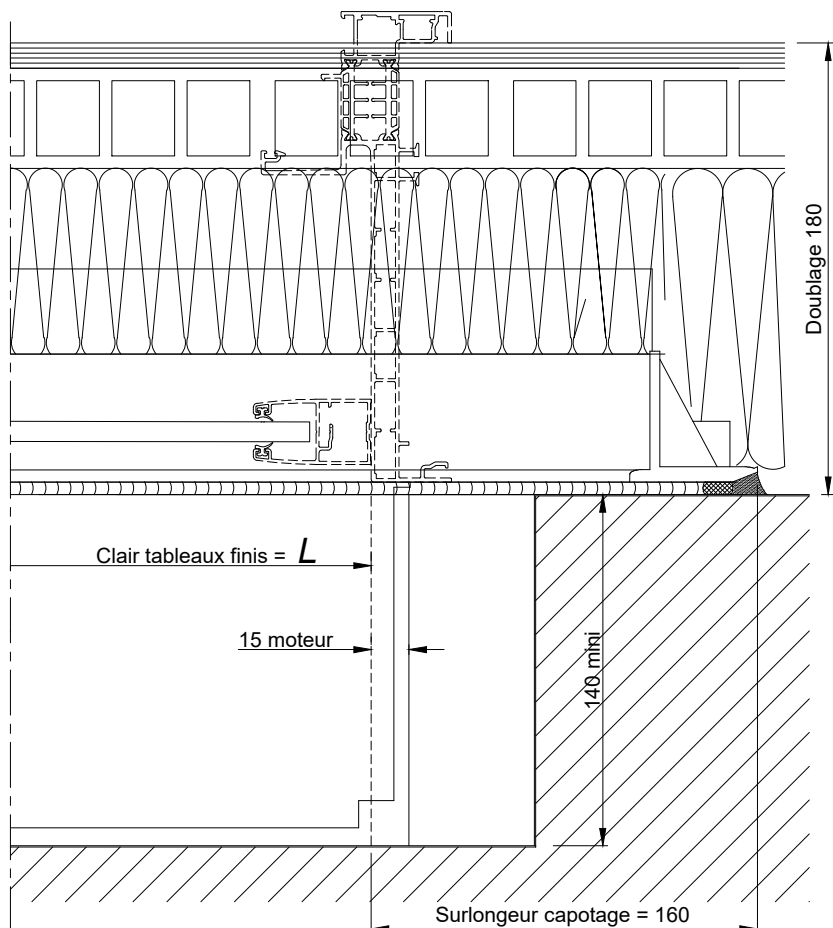 Doublage 180
Clair tableaux finis = L
15 moteur
140 mini
Surlongeur capotage = 160